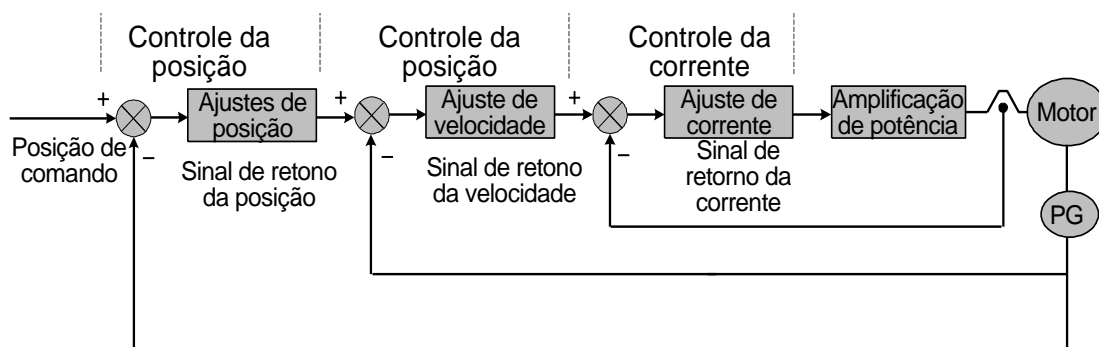 Controle da
posição
Controle da
posição
Controle da
corrente
+
Ajustes de
posição
+
Ajuste de
velocidade
+
Ajuste de
corrente
Amplificação
de potência
Motor
Posição de
comando
−
Sinal de retono
da posição
−
Sinal de retono
da velocidade
−
Sinal de
retorno da
corrente
PG